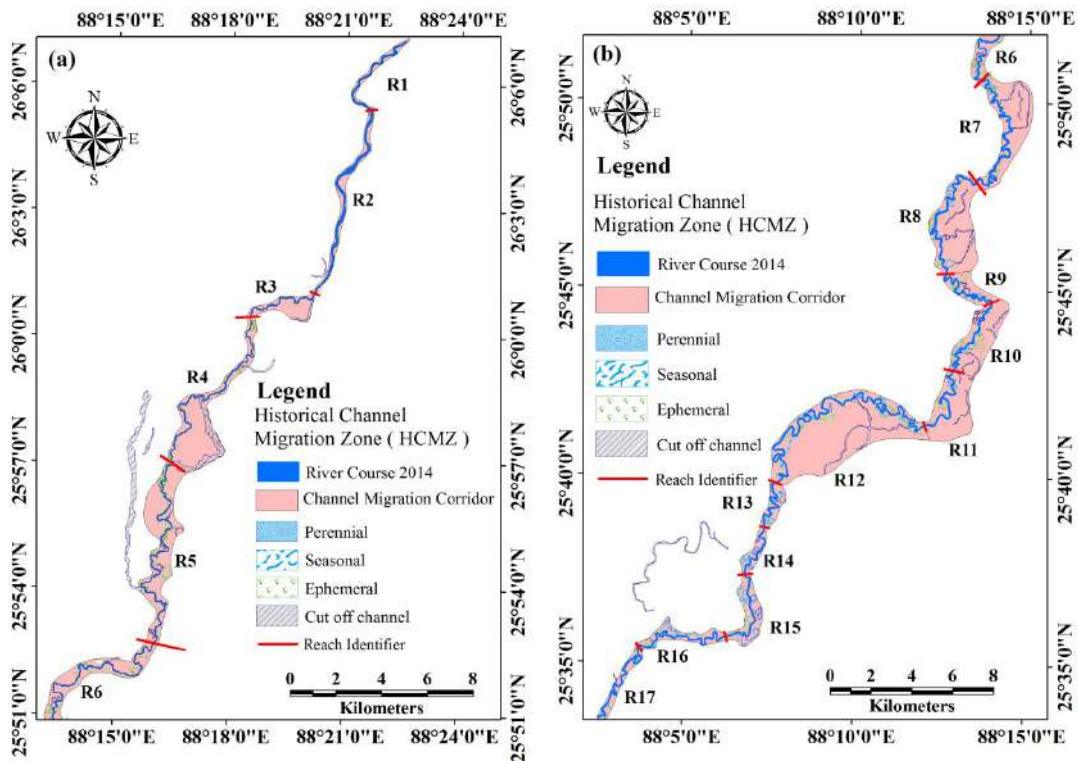 88°15'0"E 88°18'0"E 88°21'0"E 88°24'0"E
(a)
N
W E
S
26°6'0"N
26°3'0"N
26°0'0"N
25°57'0"N
25°54'0"N
25°51'0"N
R1
R2
R3
R4
R5
R6
Legend
Historical Channel
Migration Zone ( HCMZ )
River Course 2014
Channel Migration Corridor
Perennial
Seasonal
Ephemeral
Cut off channel
Reach Identifier
0 2 4 6 8
Kilometers
25°57'0"N
25°54'0"N
25°51'0"N
88°15'0"E 88°18'0"E 88°21'0"E 88°24'0"E
26°6'0"N
26°3'0"N
26°0'0"N
88°5'0"E 88°10'0"E 88°15'0"E
(b)
N
W E
S
25°50'0"N
25°45'0"N
25°40'0"N
25°35'0"N
Legend
Historical Channel
Migration Zone ( HCMZ )
River Course 2014
Channel Migration Corridor
Perennial
Seasonal
Ephemeral
Cut off channel
Reach Identifier
R6
R7
R8
R9
R10
R11
R12
R13
R14
R15
R16
R17
0 2 4 6 8
Kilometers
25°50'0"N
25°45'0"N
25°40'0"N
25°35'0"N
88°5'0"E 88°10'0"E 88°15'0"E